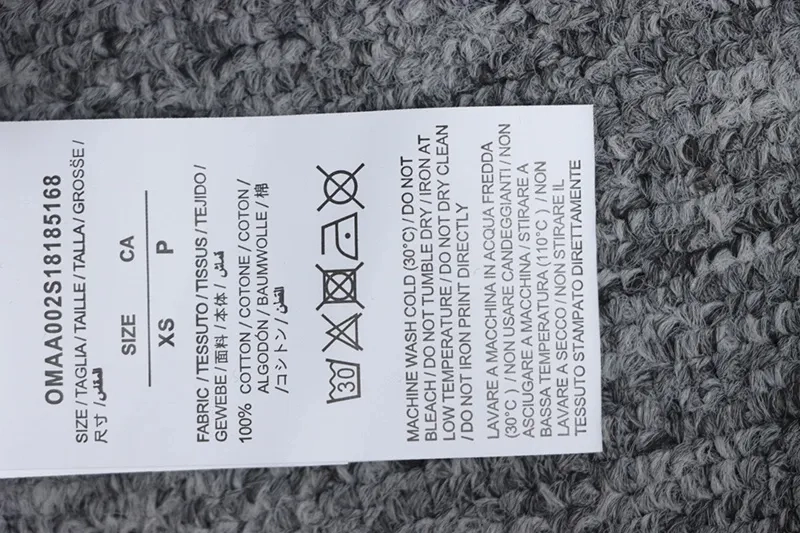 OMAA002S18185168
SIZE / TAGLIA / TAILLE / TALLA / GROSSE /
尺寸 / المقاس
SIZE CA
XS P
FABRIC / TESSUTO / TISSUS / TEJIDO /
GEWEBE / 面料 / 本体 / قماش
100% COTTON / COTONE / COTON /
ALGODÓN / BAUMWOLLE / 棉
/ コシトン / القطن
30
MACHINE WASH COLD (30°C) / DO NOT
BLEACH / DO NOT TUMBLE DRY / IRON AT
LOW TEMPERATURE / DO NOT DRY CLEAN
/ DO NOT IRON PRINT DIRECTLY
LAVARE A MACCHINA IN ACQUA FREDDA
(30°C ) / NON USARE CANDEGGIANTI / NON
ASCIUGARE A MACCHINA / STIRARE A
BASSA TEMPERATURA (110°C ) / NON
LAVARE A SECCO / NON STIRARE IL
TESSUTO STAMPATO DIRETTAMENTE